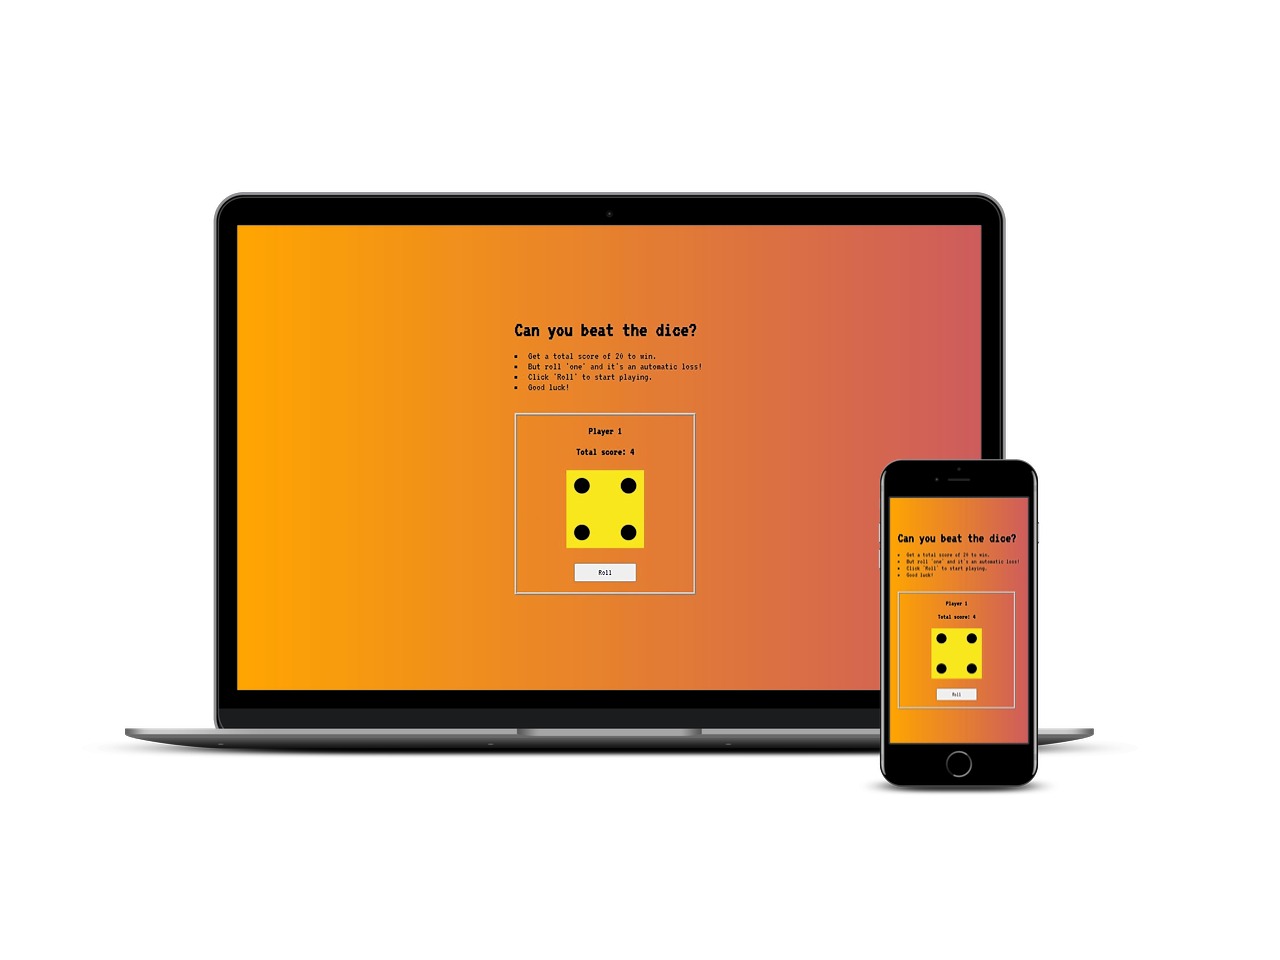 Can you beat the dice?
Get a total score of 20 to win.
But roll 'one' and it's an automatic loss!
Click 'Roll' to start playing.
Good luck!
Player 1
Total score: 4
Roll
Can you beat the dice?
Get a total score of 20 to win.
But roll 'one' and it's an automatic loss!
Click 'Roll' to start playing.
Good luck!
Player 1
Total score: 4
Roll